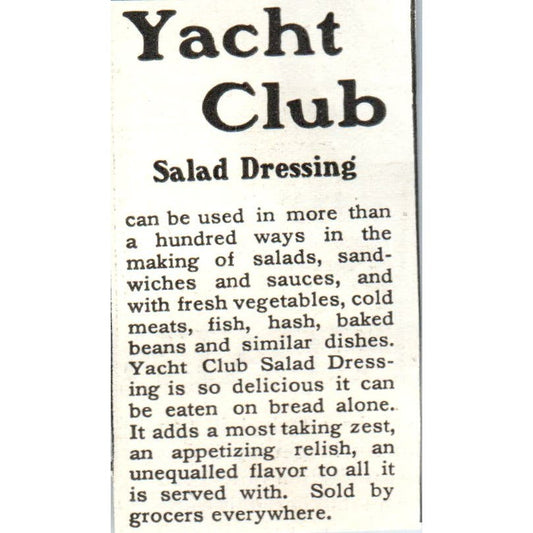 Yacht
Club
Salad Dressing
can be used in more than
a hundred ways in the
making of salads, sand-
wiches and sauces, and
with fresh vegetables, cold
meats, fish, hash, baked
beans and similar dishes.
Yacht Club Salad Dress-
ing is so delicious it can
be eaten on bread alone.
It adds a most taking zest,
an appetizing relish, an
unequalled flavor to all it
is served with. Sold by
grocers everywhere.